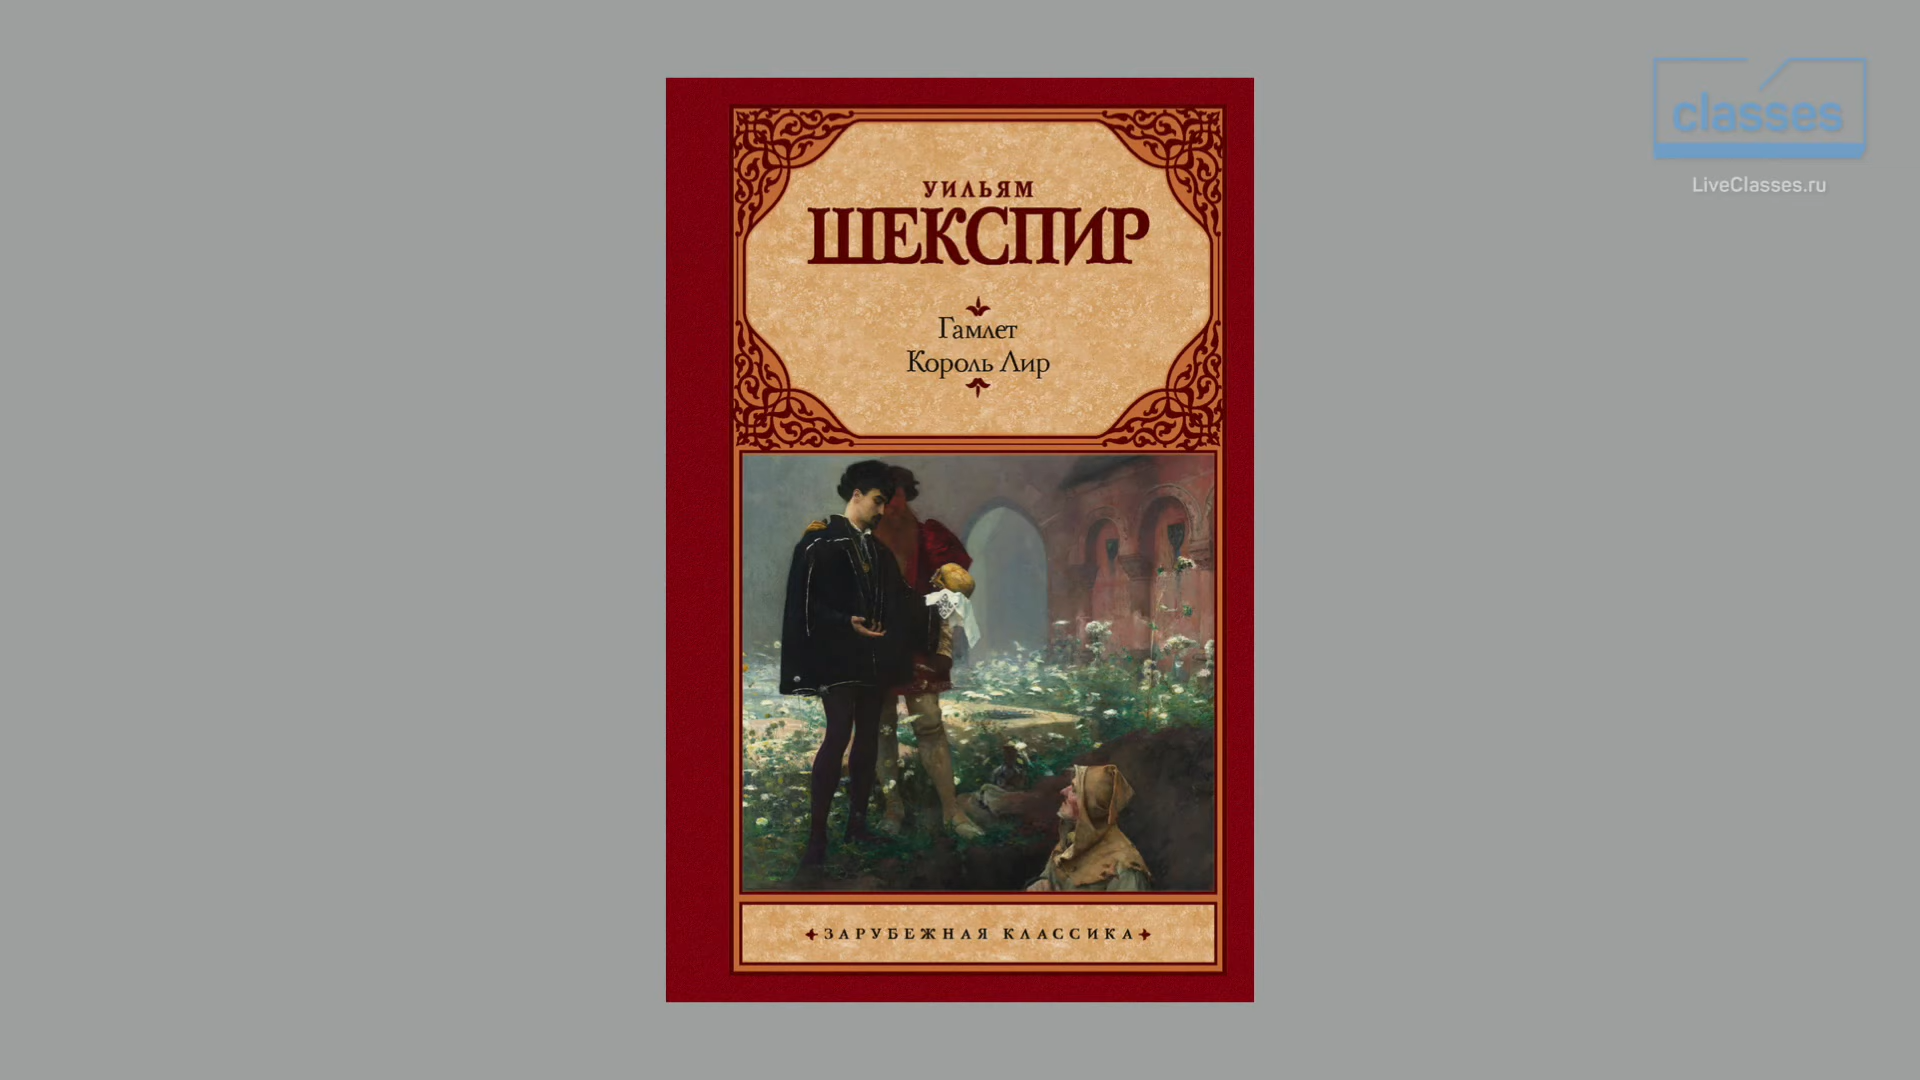 classes
LiveClasses.ru
УИЛЬЯМ
ШЕКСПИР
Гамлет
Король Лир
ЗАРУБЕЖНАЯ КЛАССИКА